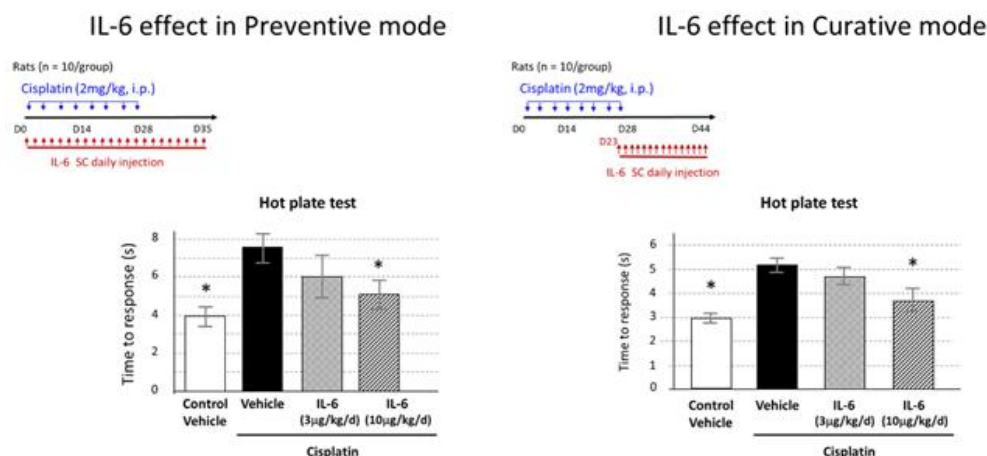 IL-6 effect in Preventive mode
Rats (n = 10/group)
Cisplatin (2mg/kg, i.p.)
D0 D14 D28 D35
IL-6 SC daily injection
Hot plate test
Time to response (s)
8
6
4
2
0
*
*
Control Vehicle
Vehicle
IL-6 (3µg/kg/d)
IL-6 (10µg/kg/d)
Cisplatin
IL-6 effect in Curative mode
Rats (n = 10/group)
Cisplatin (2mg/kg, i.p.)
D0 D14 D28 D44
D23
IL-6 SC daily injection
Hot plate test
Time to response (s)
6
5
4
3
2
1
0
*
*
Control Vehicle
Vehicle
IL-6 (3µg/kg/d)
IL-6 (10µg/kg/d)
Cisplatin